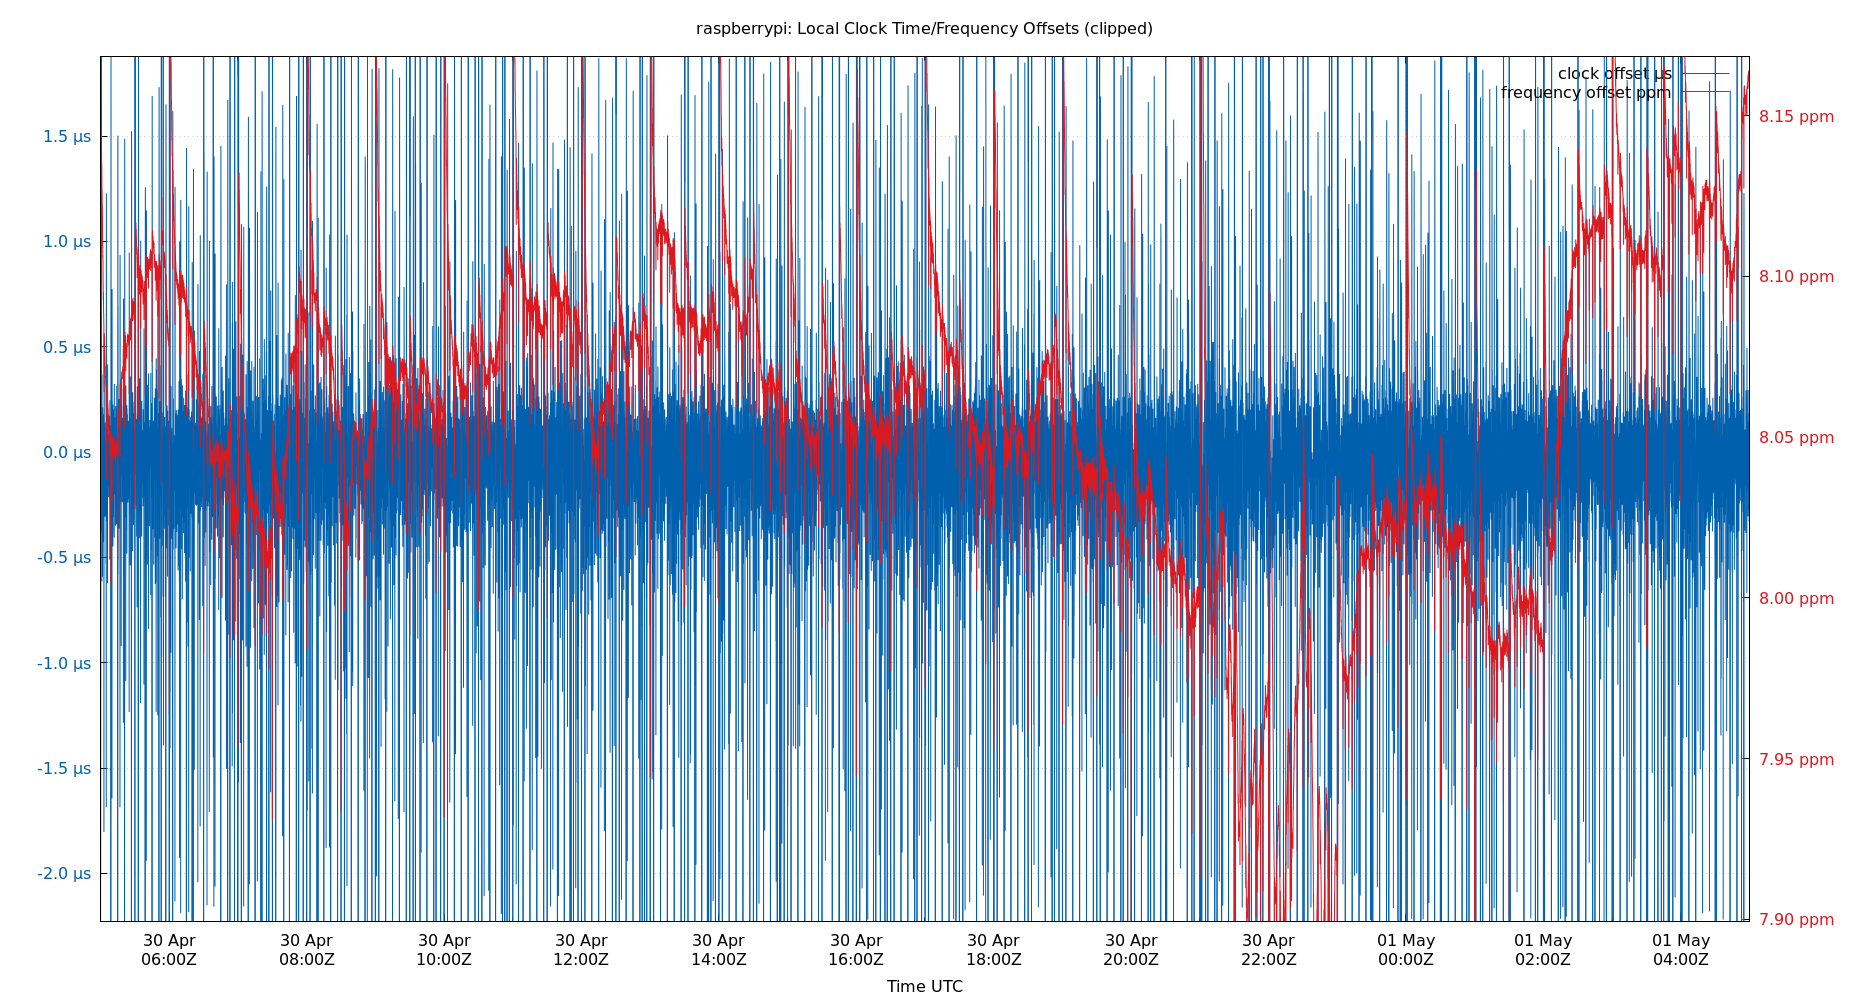 raspberrypi: Local Clock Time/Frequency Offsets (clipped)
clock offset µs
frequency offset ppm
1.5 µs
1.0 µs
0.5 µs
0.0 µs
-0.5 µs
-1.0 µs
-1.5 µs
-2.0 µs
8.15 ppm
8.10 ppm
8.05 ppm
8.00 ppm
7.95 ppm
7.90 ppm
30 Apr 30 Apr 30 Apr 30 Apr 30 Apr 30 Apr 30 Apr 30 Apr 30 Apr 01 May 01 May 01 May
06:00Z 08:00Z 10:00Z 12:00Z 14:00Z 16:00Z 18:00Z 20:00Z 22:00Z 00:00Z 02:00Z 04:00Z
Time UTC